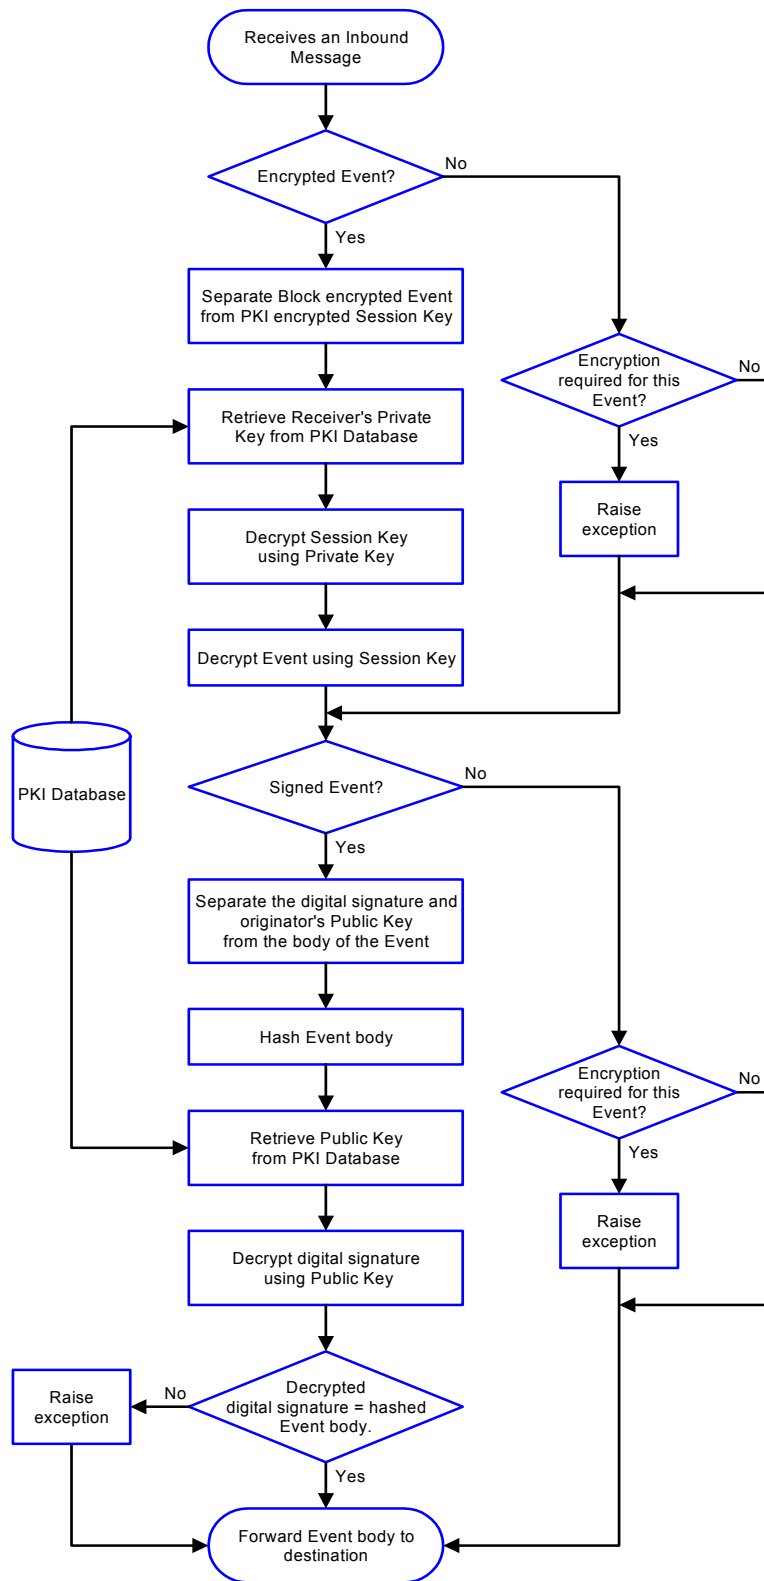 Receives an Inbound
Message
Encrypted Event?
No
Yes
Separate Block encrypted Event
from PKI encrypted Session Key
Encryption
required for this
Event?
No
Yes
Retrieve Receiver's Private
Key from PKI Database
Raise
exception
Decrypt Session Key
using Private Key
Decrypt Event using Session Key
PKI Database
Signed Event?
No
Yes
Separate the digital signature and
originator's Public Key
from the body of the Event
Hash Event body
Encryption
required for this
Event?
No
Yes
Retrieve Public Key
from PKI Database
Raise
exception
Decrypt digital signature
using Public Key
Decrypted
digital signature = hashed
Event body.
No
Raise
exception
Yes
Forward Event body to
destination